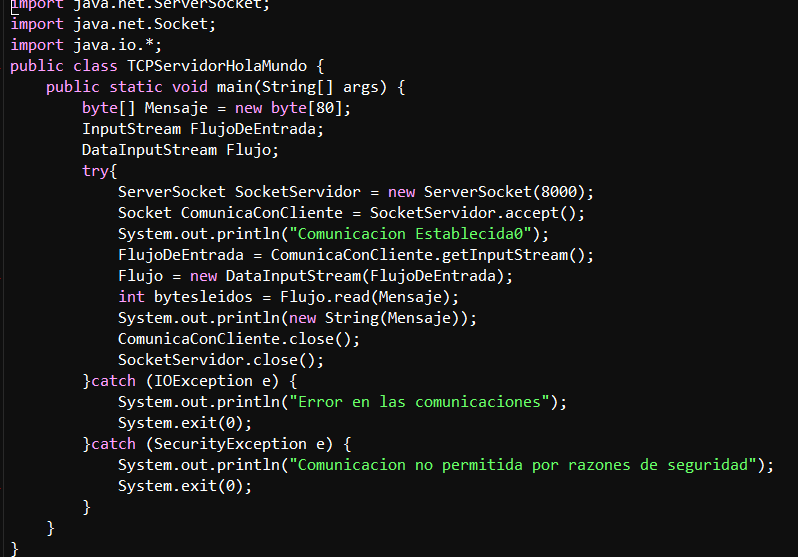 import java.net.ServerSocket;
import java.net.Socket;
import java.io.*;
public class TCPServidorHolaMundo {
    public static void main(String[] args) {
        byte[] Mensaje = new byte[80];
        InputStream FlujoDeEntrada;
        DataInputStream Flujo;
        try{
            ServerSocket SocketServidor = new ServerSocket(8000);
            Socket ComunicaConCliente = SocketServidor.accept();
            System.out.println("Comunicacion Establecida0");
            FlujoDeEntrada = ComunicaConCliente.getInputStream();
            Flujo = new DataInputStream(FlujoDeEntrada);
            int bytesleidos = Flujo.read(Mensaje);
            System.out.println(new String(Mensaje));
            ComunicaConCliente.close();
            SocketServidor.close();
        }catch (IOException e) {
            System.out.println("Error en las comunicaciones");
            System.exit(0);
        }catch (SecurityException e) {
            System.out.println("Comunicacion no permitida por razones de seguridad");
            System.exit(0);
        }
    }
}